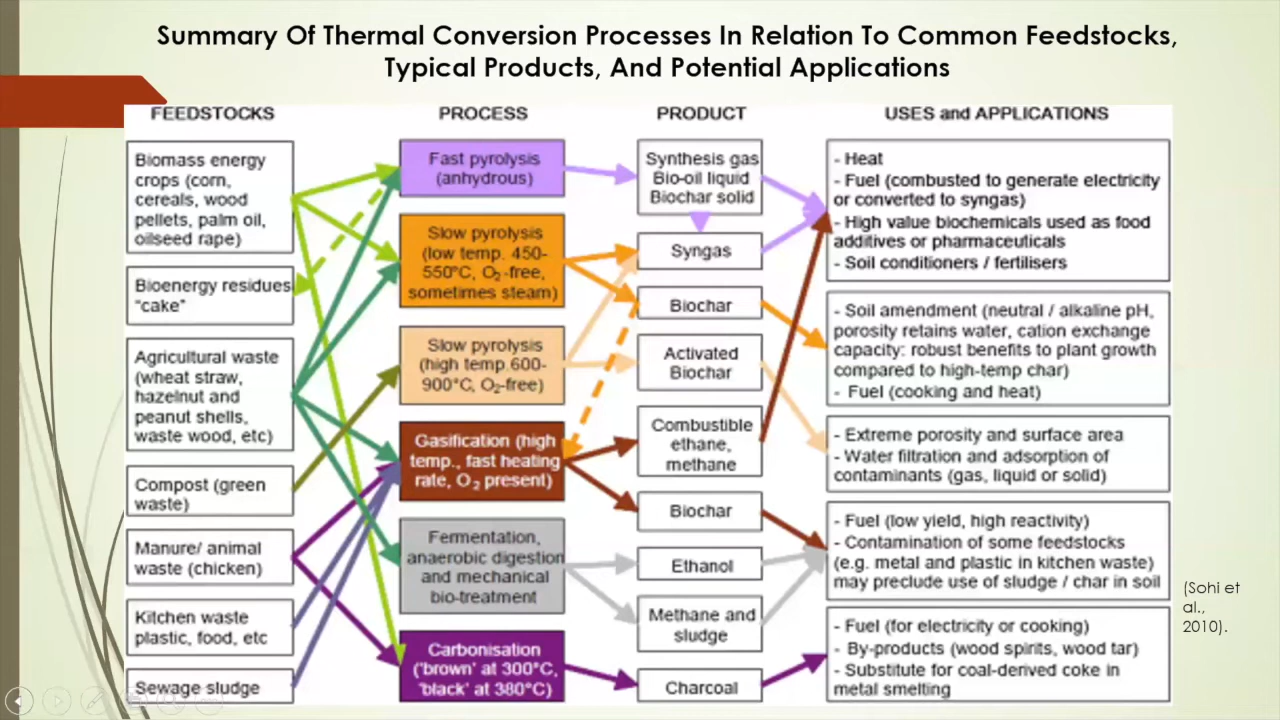 Summary Of Thermal Conversion Processes In Relation To Common Feedstocks,
Typical Products, And Potential Applications
FEEDSTOCKS
Biomass energy
crops (corn,
cereals, wood
pellets, palm oil,
oilseed rape)
Bioenergy residues
"cake"
Agricultural waste
(wheat straw,
hazelnut and
peanut shells,
waste wood, etc)
Compost (green
waste)
Manure/ animal
waste (chicken)
Kitchen waste
plastic, food, etc
Sewage sludge
PROCESS
Fast pyrolysis
(anhydrous)
Slow pyrolysis
(low temp. 450-
550°C, O₂-free,
sometimes steam)
Slow pyrolysis
(high temp.600-
900°C, O₂-free)
Gasification (high
temp., fast heating
rate, O₂ present)
Fermentation,
anaerobic digestion
and mechanical
bio-treatment
Carbonisation
('brown' at 300°C,
'black' at 380°C)
PRODUCT
Synthesis gas
Bio-oil liquid
Biochar solid
Syngas
Biochar
Activated
Biochar
Combustible
ethane,
methane
Biochar
Ethanol
Methane and
sludge
Charcoal
USES and APPLICATIONS
- Heat
- Fuel (combusted to generate electricity
or converted to syngas)
- High value biochemicals used as food
additives or pharmaceuticals
- Soil conditioners / fertilisers
- Soil amendment (neutral / alkaline pH,
porosity retains water, cation exchange
capacity: robust benefits to plant growth
compared to high-temp char)
- Fuel (cooking and heat)
- Extreme porosity and surface area
- Water filtration and adsorption of
contaminants (gas, liquid or solid)
- Fuel (low yield, high reactivity)
- Contamination of some feedstocks
(e.g. metal and plastic in kitchen waste)
may preclude use of sludge / char in soil
- Fuel (for electricity or cooking)
- By-products (wood spirits, wood tar)
- Substitute for coal-derived coke in
metal smelting
(Sohi et
al.,
2010).